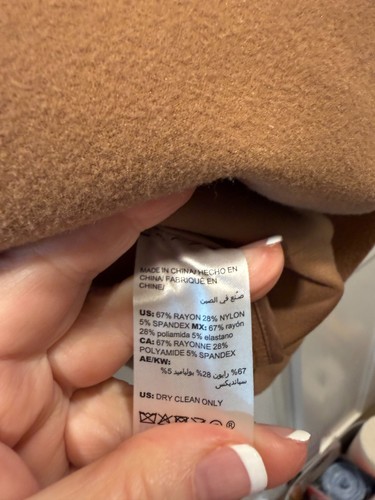 MADE IN CHINA/ HECHO EN
CHINA/ FABRIQUÉ EN
CHINE/
صنع في الصين
US: 67% RAYON 28% NYLON
5% SPANDEX MX: 67% rayón
28% poliamida 5% elastano
CA: 67% RAYONNE 28%
POLYAMIDE 5% SPANDEX
AE/KW:
67% رايون 28% بولياميد 5%
سبانديكس
US: DRY CLEAN ONLY